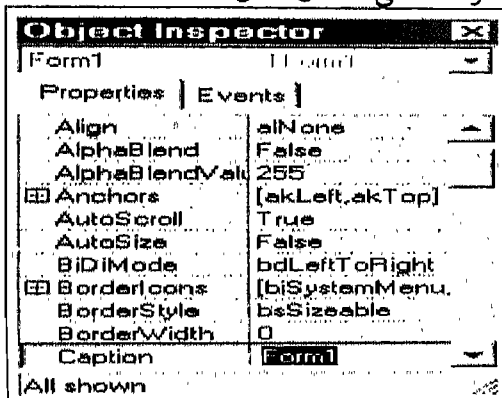 Object Inspector
Form1 TForm1
Properties Events
Align alNone
AlphaBlend False
AlphaBlendValu 255
Anchors [akLeft,akTop]
AutoScroll True
AutoSize False
BiDiMode bdLeftToRight
BorderIcons [biSystemMenu,
BorderStyle bsSizeable
BorderWidth 0
Caption Form1
All shown